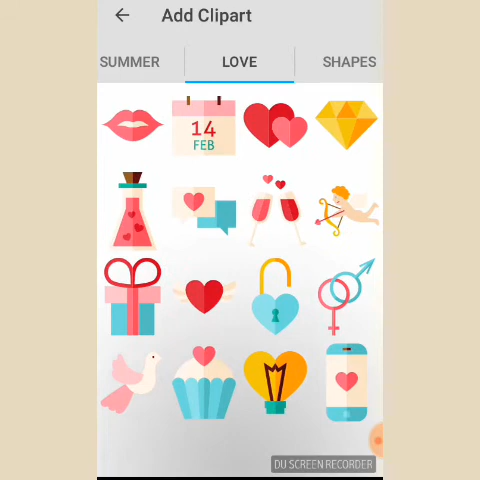 Add Clipart
SUMMER LOVE SHAPES
14
FEB
DU SCREEN RECORDER